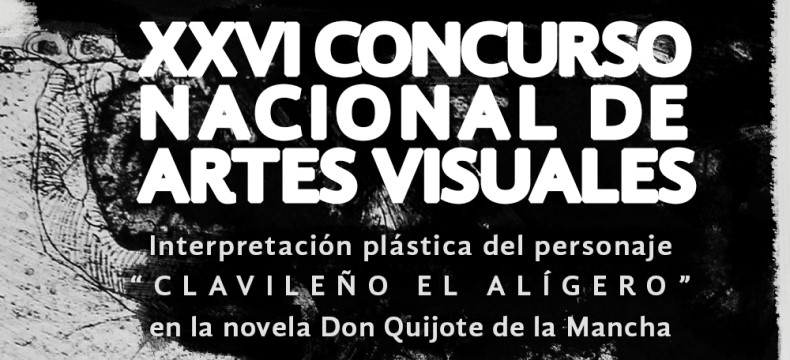 XXVI CONCURSO
NACIONAL DE
ARTES VISUALES
Interpretación plástica del personaje
“CLAVILEÑO EL ALÍGERO”
en la novela Don Quijote de la Mancha